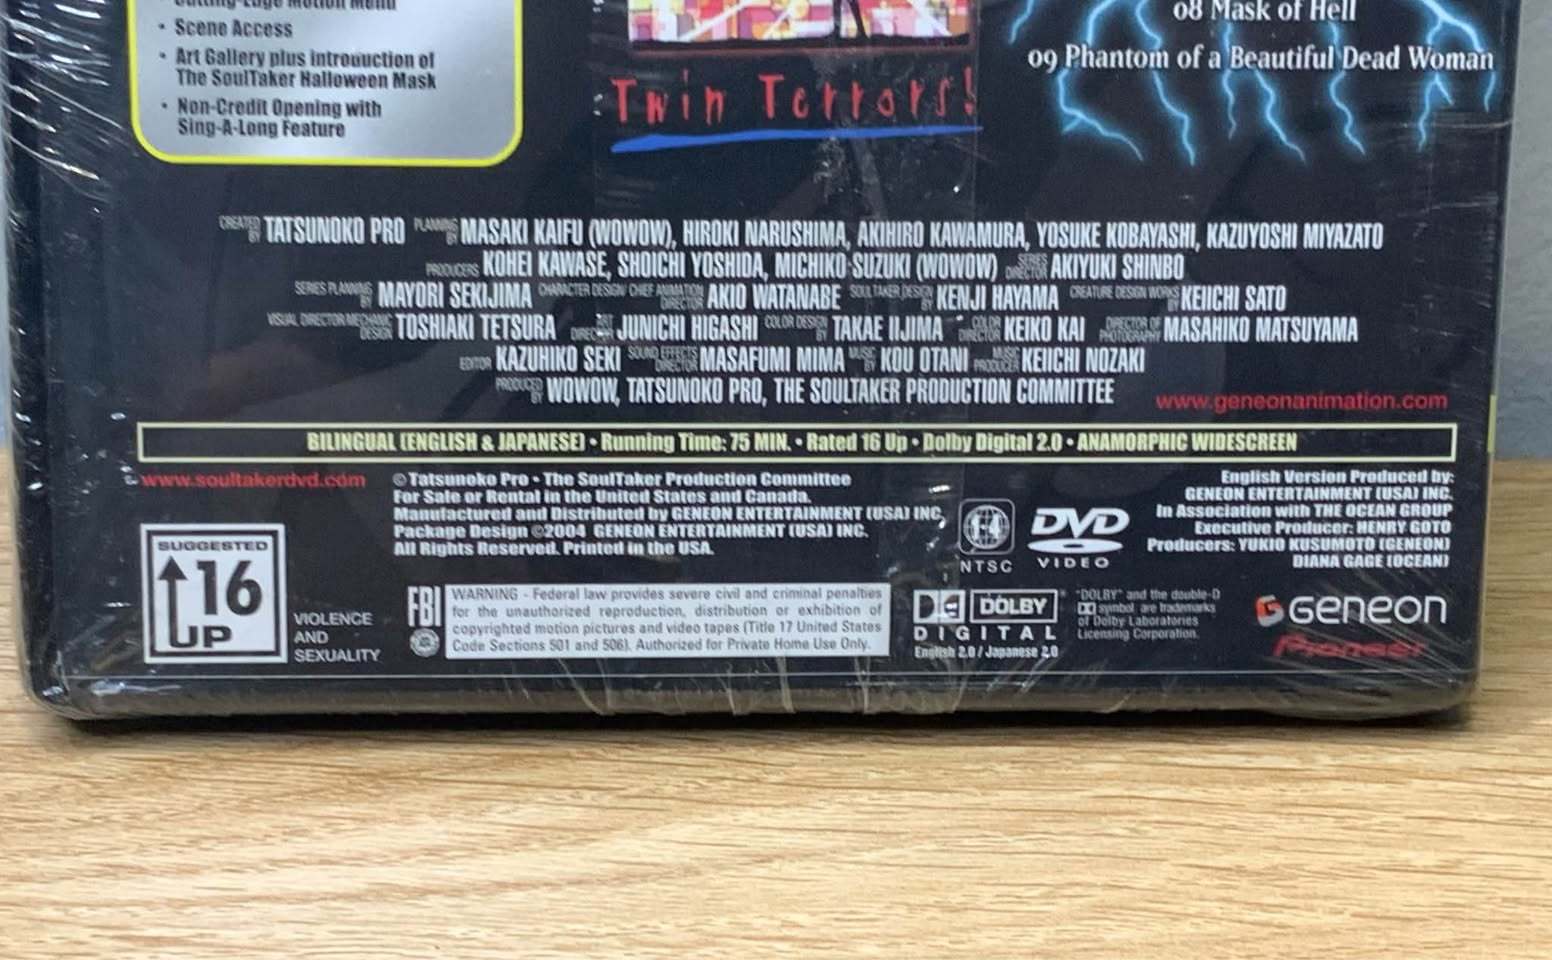 Cutting-Edge Motion Menu
• Scene Access
• Art Gallery plus introduction of
The SoulTaker Halloween Mask
• Non-Credit Opening with
Sing-A-Long Feature
Twin Terrors!
08 Mask of Hell
09 Phantom of a Beautiful Dead Woman
CREATED BY TATSUNOKO PRO PLANNING BY MASAKI KAIFU (WOWOW), HIROKI NARUSHIMA, AKIHIRO KAWAMURA, YOSUKE KOBAYASHI, KAZUYOSHI MIYAZATO
PRODUCERS KOHEI KAWASE, SHOICHI YOSHIDA, MICHIKO SUZUKI (WOWOW) SERIES DIRECTOR AKIYUKI SHINBO
SERIES PLANNING BY MAYORI SEKIJIMA CHARACTER DESIGN/ CHIEF ANIMATION DIRECTOR AKIO WATANABE SOULTAKER DESIGN BY KENJI HAYAMA CREATURE DESIGN WORKS BY KEIICHI SATO
VISUAL DIRECTOR/MECHANIC DESIGN TOSHIAKI TETSURA ART DIRECTOR JUNICHI HIGASHI COLOR DESIGN BY TAKAE IIJIMA COLOR DIRECTOR KEIKO KAI DIRECTOR OF PHOTOGRAPHY MASAHIKO MATSUYAMA
EDITOR KAZUHIKO SEKI SOUND EFFECTS DIRECTOR MASAFUMI MIMA MUSIC BY KOU OTANI MUSIC PRODUCER KEIICHI NOZAKI
PRODUCED BY WOWOW, TATSUNOKO PRO, THE SOULTAKER PRODUCTION COMMITTEE
www.geneonanimation.com
BILINGUAL (ENGLISH & JAPANESE) • Running Time: 75 MIN. • Rated 16 Up • Dolby Digital 2.0 • ANAMORPHIC WIDESCREEN
www.soultakerdvd.com
© Tatsunoko Pro • The SoulTaker Production Committee
For Sale or Rental in the United States and Canada.
Manufactured and Distributed by GENEON ENTERTAINMENT (USA) INC.
Package Design ©2004 GENEON ENTERTAINMENT (USA) INC.
All Rights Reserved. Printed in the USA.
1-4
NTSC
DVD
VIDEO
English Version Produced by:
GENEON ENTERTAINMENT (USA) INC.
In Association with THE OCEAN GROUP
Executive Producer: HENRY GOTO
Producers: YUKIO KUSUMOTO (GENEON)
DIANA GAGE (OCEAN)
SUGGESTED
16
UP
VIOLENCE
AND
SEXUALITY
FBI
WARNING - Federal law provides severe civil and criminal penalties
for the unauthorized reproduction, distribution or exhibition of
copyrighted motion pictures and video tapes (Title 17 United States
Code Sections 501 and 506). Authorized for Private Home Use Only.
DOLBY
DIGITAL
English 2.0 / Japanese 2.0
"DOLBY" and the double-D
symbol are trademarks
of Dolby Laboratories
Licensing Corporation.
GENEON
Pioneer